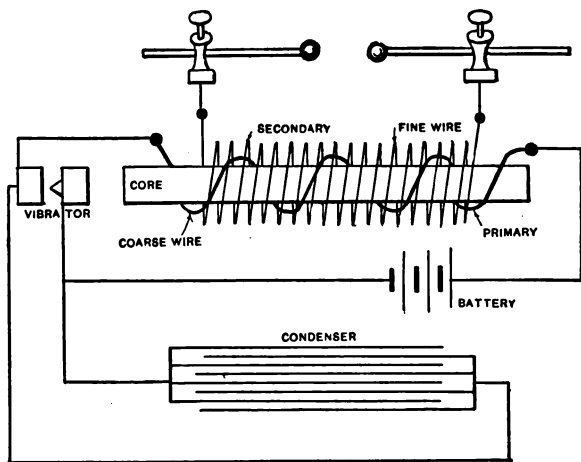 SECONDARY
FINE WIRE
CORE
VIBRATOR
COARSE WIRE
PRIMARY
BATTERY
CONDENSER